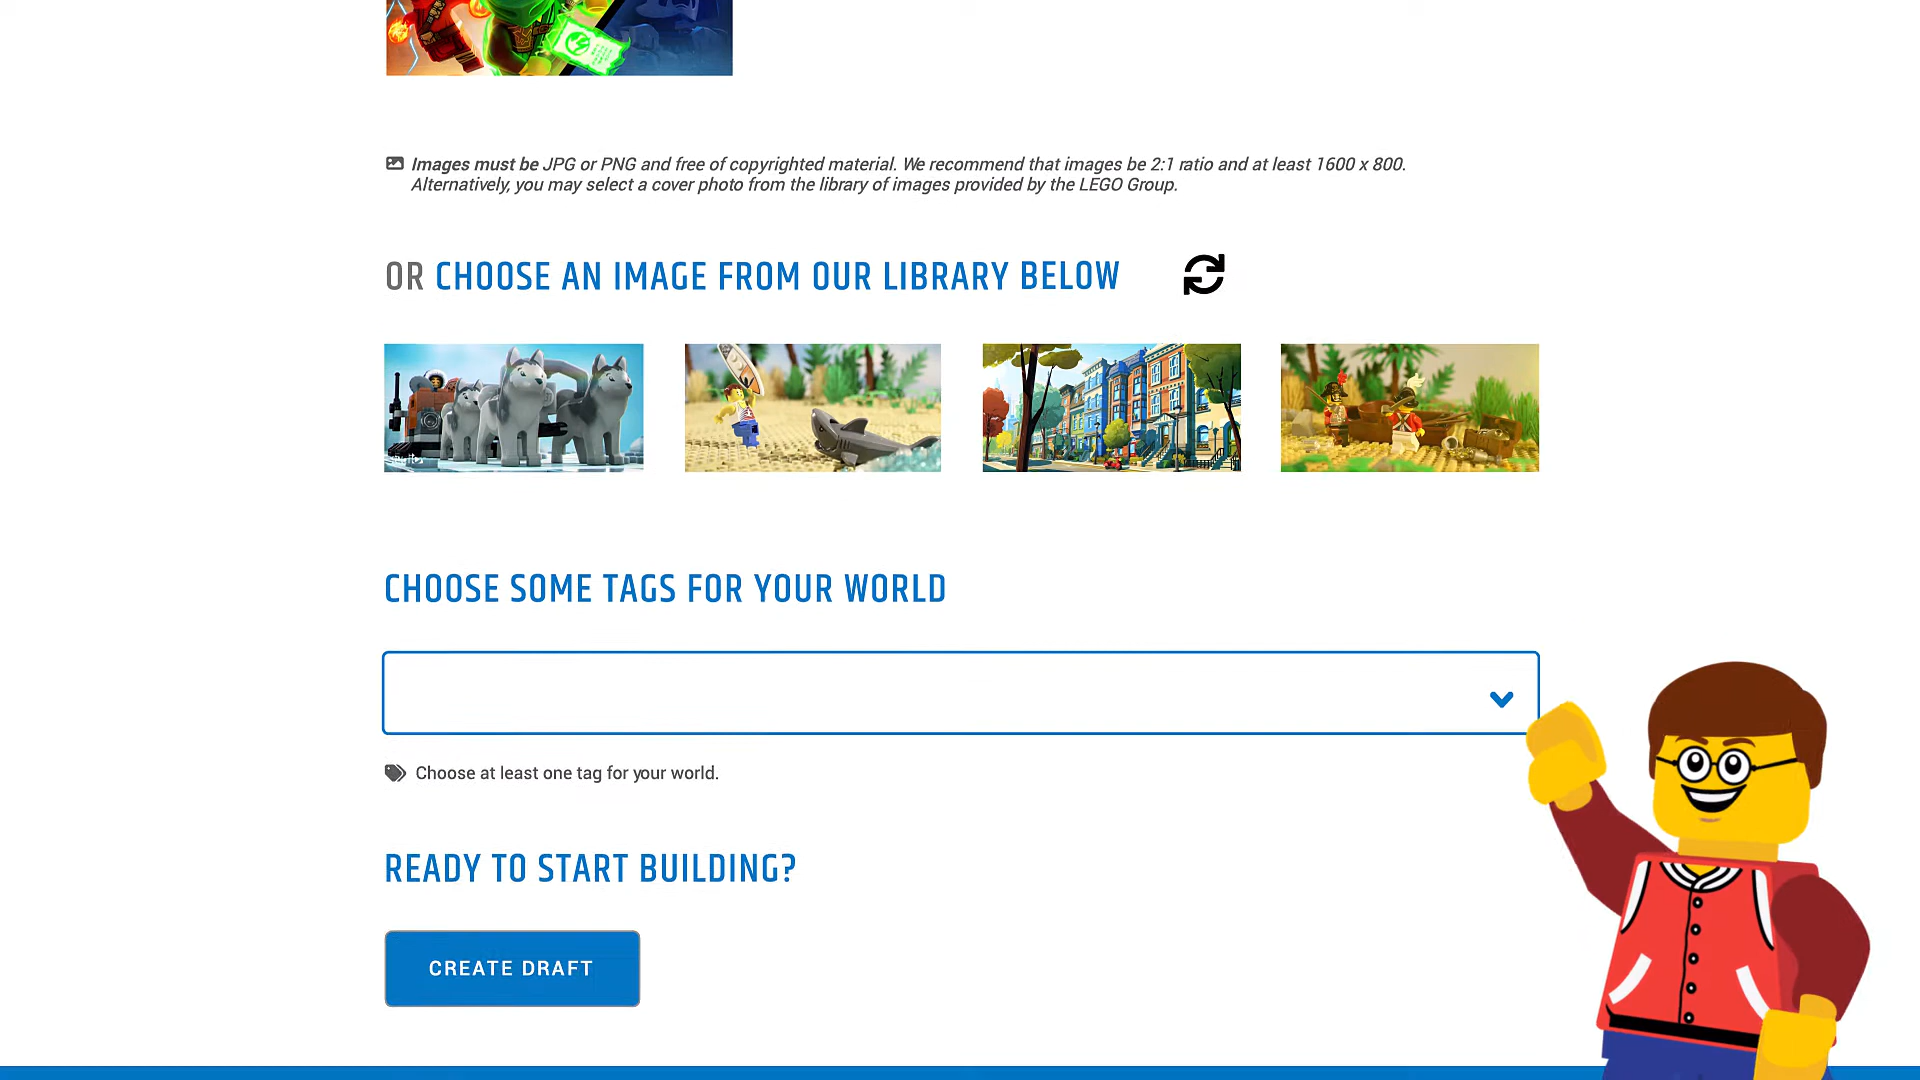 Images must be JPG or PNG and free of copyrighted material. We recommend that images be 2:1 ratio and at least 1600 x 800.
Alternatively, you may select a cover photo from the library of images provided by the LEGO Group.
OR CHOOSE AN IMAGE FROM OUR LIBRARY BELOW
CHOOSE SOME TAGS FOR YOUR WORLD
Choose at least one tag for your world.
READY TO START BUILDING?
CREATE DRAFT